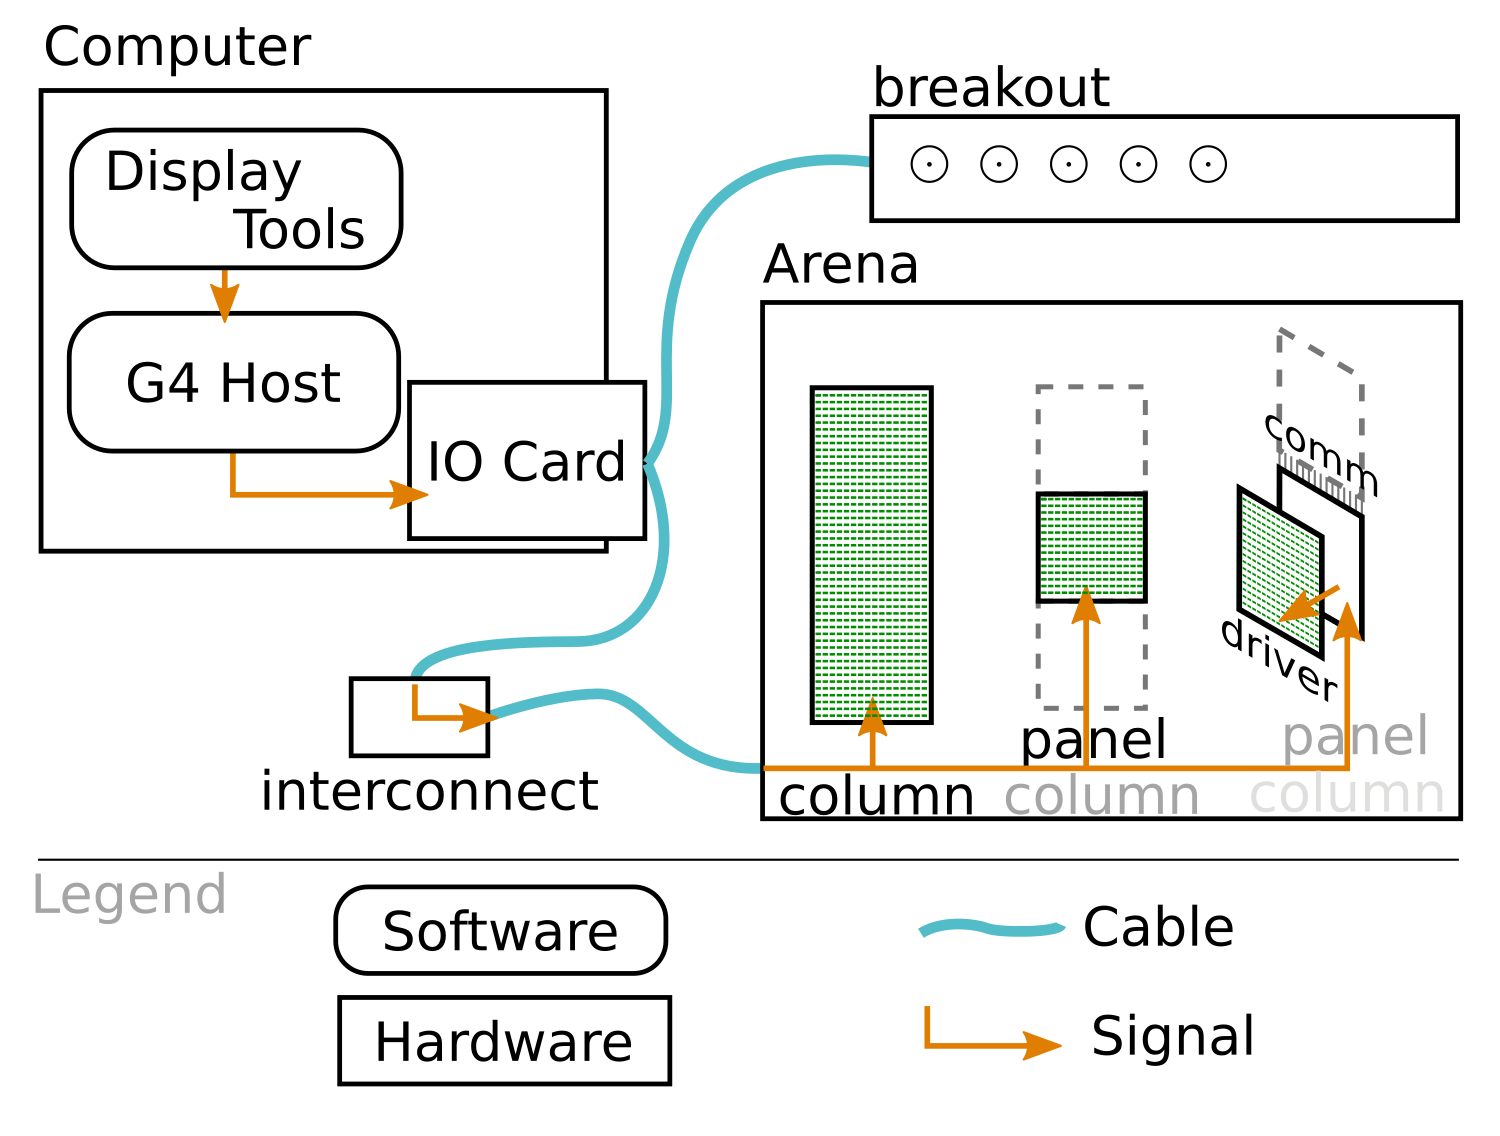 Computer
Display
Tools
G4 Host
IO Card
breakout
Arena
comm
driver
panel
panel
column
column
column
interconnect
Legend
Software
Hardware
Cable
Signal